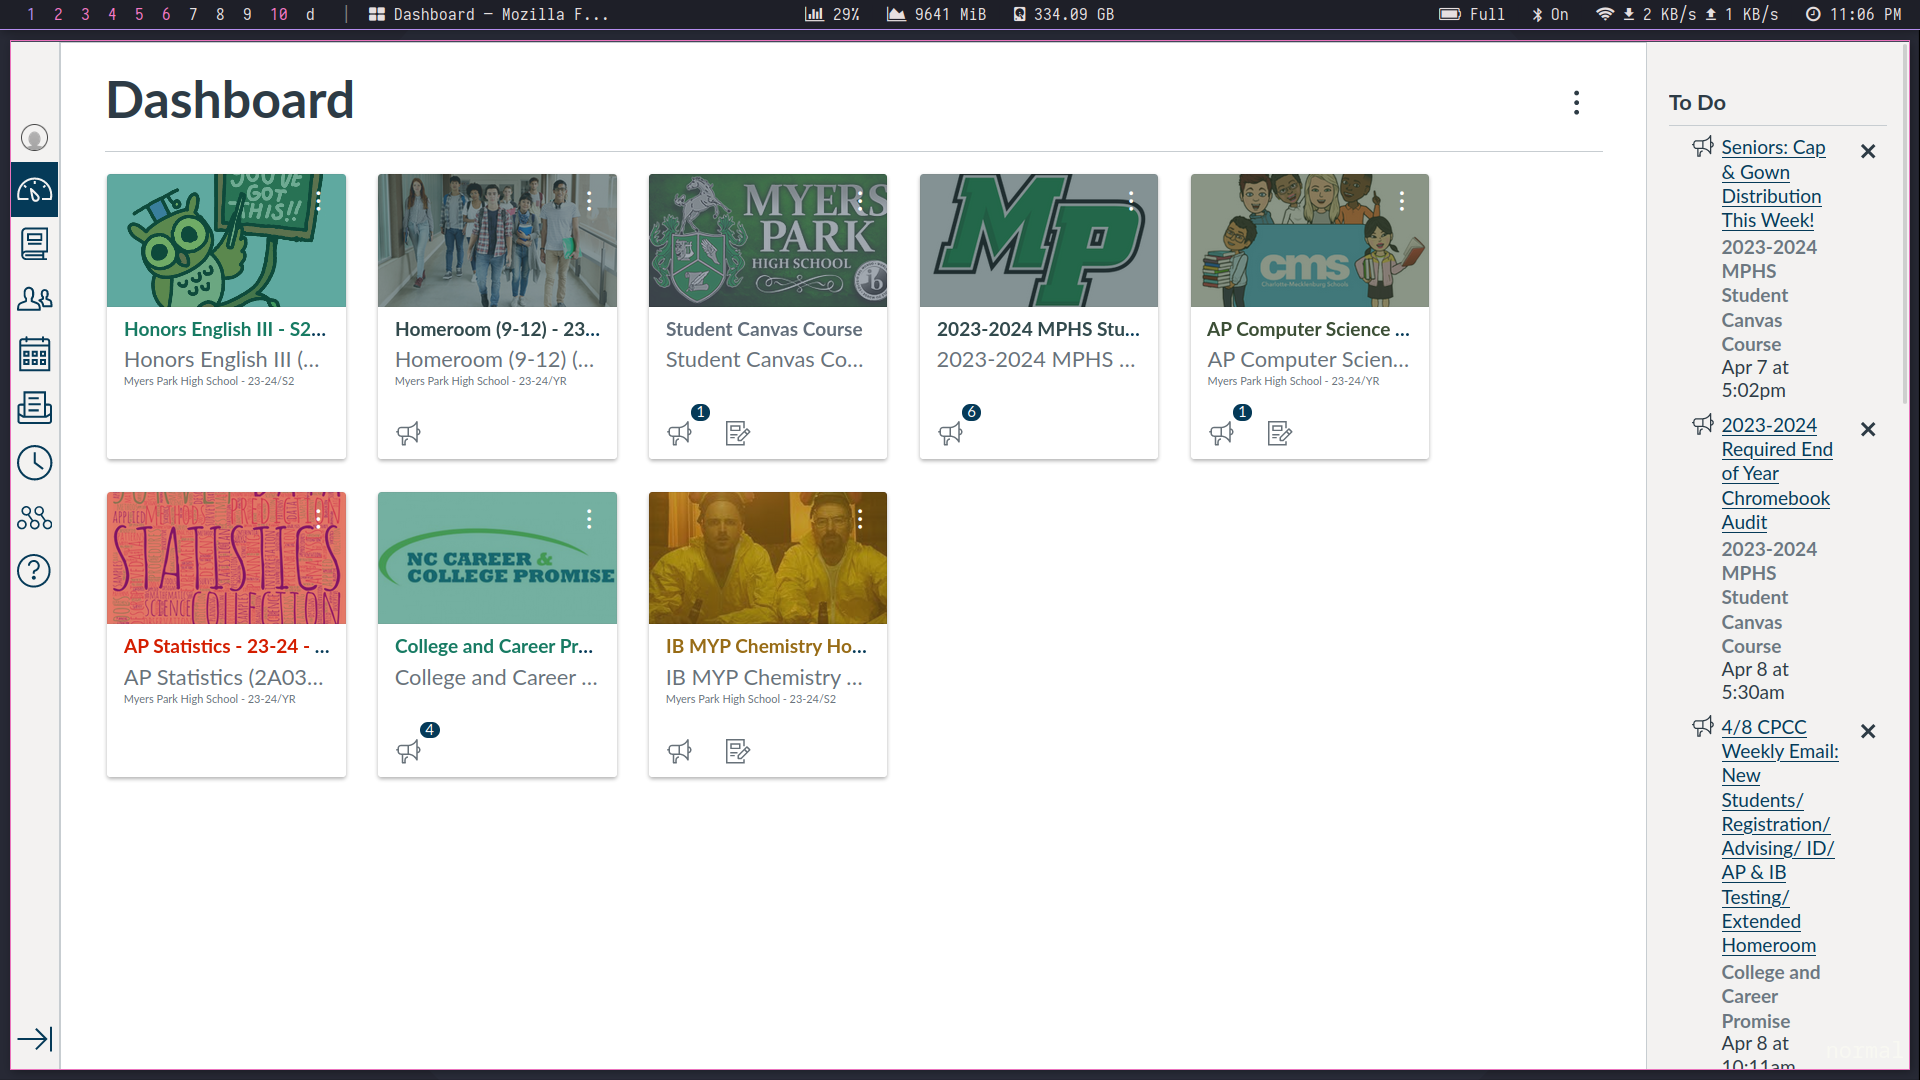 1 2 3 4 5 6 7 8 9 10 d | Dashboard — Mozilla F... 29% 9641 MiB 334.09 GB Full On 2 KB/s 1 KB/s 11:06 PM
Dashboard
YOU'VE
GOT
THIS!!
Honors English III - S2...
Honors English III (...
Myers Park High School - 23-24/S2
Homeroom (9-12) - 23...
Homeroom (9-12) (...
Myers Park High School - 23-24/YR
MYERS
PARK
HIGH SCHOOL
ib
Student Canvas Course
Student Canvas Co...
1
MP
2023-2024 MPHS Stu...
2023-2024 MPHS ...
6
cms
Charlotte-Mecklenburg Schools
AP Computer Science ...
AP Computer Scien...
Myers Park High School - 23-24/YR
1
SURVEY DATA
APPLIED METHODS PREDICTION
STATISTICS
SCIENCE COLLECTION
AP Statistics - 23-24 - ...
AP Statistics (2A03...
Myers Park High School - 23-24/YR
NC CAREER &
COLLEGE PROMISE
College and Career Pr...
College and Career ...
4
IB MYP Chemistry Ho...
IB MYP Chemistry ...
Myers Park High School - 23-24/S2
To Do
Seniors: Cap
& Gown
Distribution
This Week!
2023-2024
MPHS
Student
Canvas
Course
Apr 7 at
5:02pm
2023-2024
Required End
of Year
Chromebook
Audit
2023-2024
MPHS
Student
Canvas
Course
Apr 8 at
5:30am
4/8 CPCC
Weekly Email:
New
Students/
Registration/
Advising/ ID/
AP & IB
Testing/
Extended
Homeroom
College and
Career
Promise
Apr 8 at
10:11am
normal